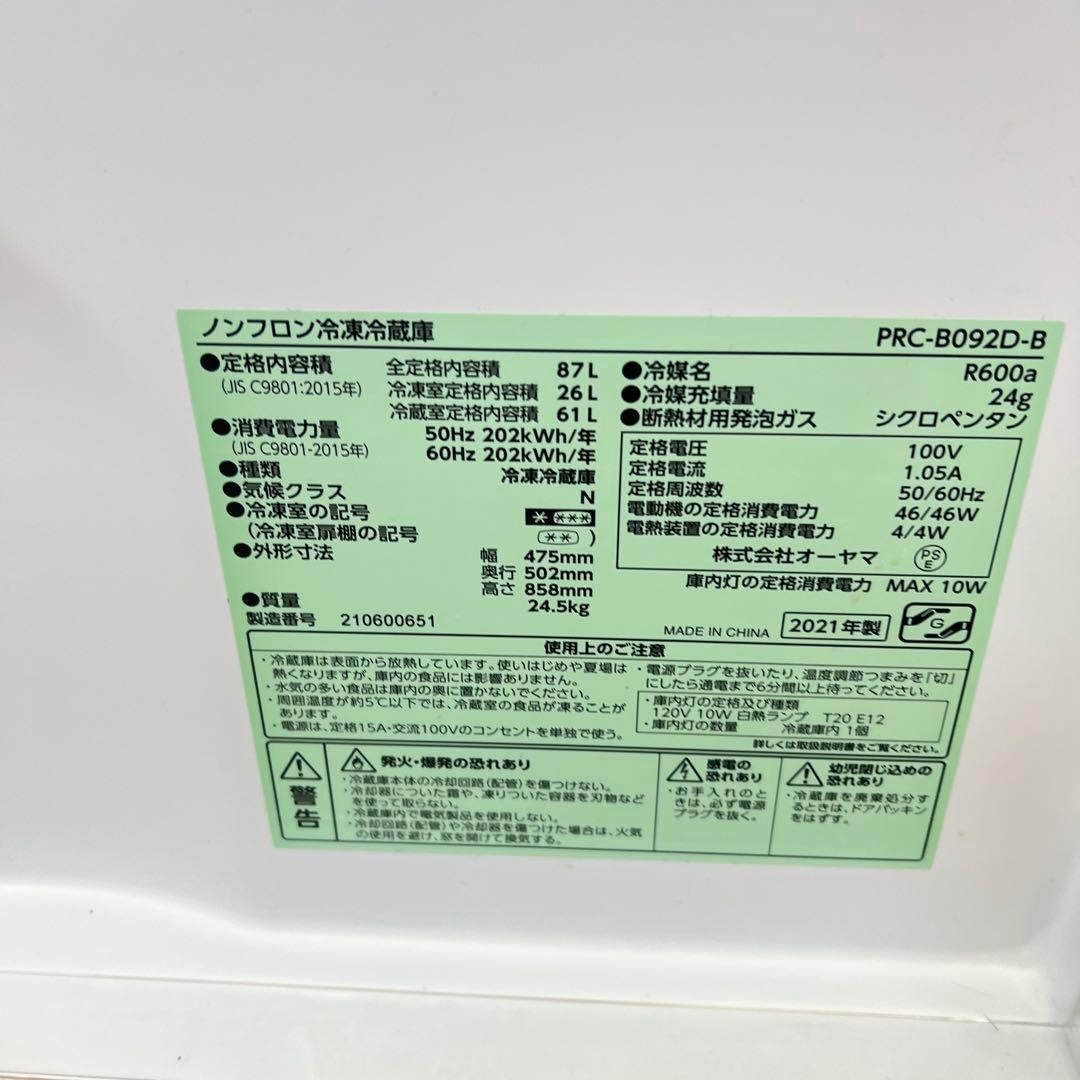 ノンフロン冷凍冷蔵庫 PRC-B092D-B
●定格内容積 全定格内容積 87L
(JIS C9801:2015年) 冷凍室定格内容積 26L
冷蔵室定格内容積 61L
●消費電力量 50Hz 202kWh/年
(JIS C9801-2015年) 60Hz 202kWh/年
●種類 冷凍冷蔵庫
●気候クラス N
●冷凍室の記号 * ***
(冷凍室扉棚の記号 ** )
●外形寸法 幅 475mm
奥行 502mm
高さ 858mm
●質量 24.5kg
製造番号 210600651
●冷媒名 R600a
●冷媒充填量 24g
●断熱材用発泡ガス シクロペンタン
定格電圧 100V
定格電流 1.05A
定格周波数 50/60Hz
電動機の定格消費電力 46/46W
電熱装置の定格消費電力 4/4W
株式会社オーヤマ PSE
庫内灯の定格消費電力 MAX 10W
MADE IN CHINA 2021年製 G
使用上のご注意
・冷蔵庫は表面から放熱しています。使いはじめや夏場は
熱くなりますが、庫内の食品には影響ありません。
・水気の多い食品は庫内の奥に置かないでください。
・周囲温度が約5℃以下では、冷蔵室の食品が凍ることが
あります。
・電源は、定格15A・交流100Vのコンセントを単独で使う。
・電源プラグを抜いたり、温度調節つまみを「切」
にしたら通電まで6分間以上待ってください。
・庫内灯の定格及び種類
120V 10W 白熱ランプ T20 E12
・庫内灯の数量 冷蔵庫内 1個
詳しくは取扱説明書をご覧ください。
警告
発火・爆発の恐れあり
・冷蔵庫本体の冷却回路(配管)を傷つけない。
・冷却器についた霜や、凍りついた容器を刃物など
を使って取らない。
・冷蔵庫内で電気製品を使用しない。
・冷却回路(配管)や冷却器を傷つけた場合は、火気
の使用を避け、窓を開けて換気する。
感電の
恐れあり
・お手入れのと
きは、必ず電源
プラグを抜く。
幼児閉じ込めの
恐れあり
・冷蔵庫を廃棄処分す
るときは、ドアパッキン
をはずす。